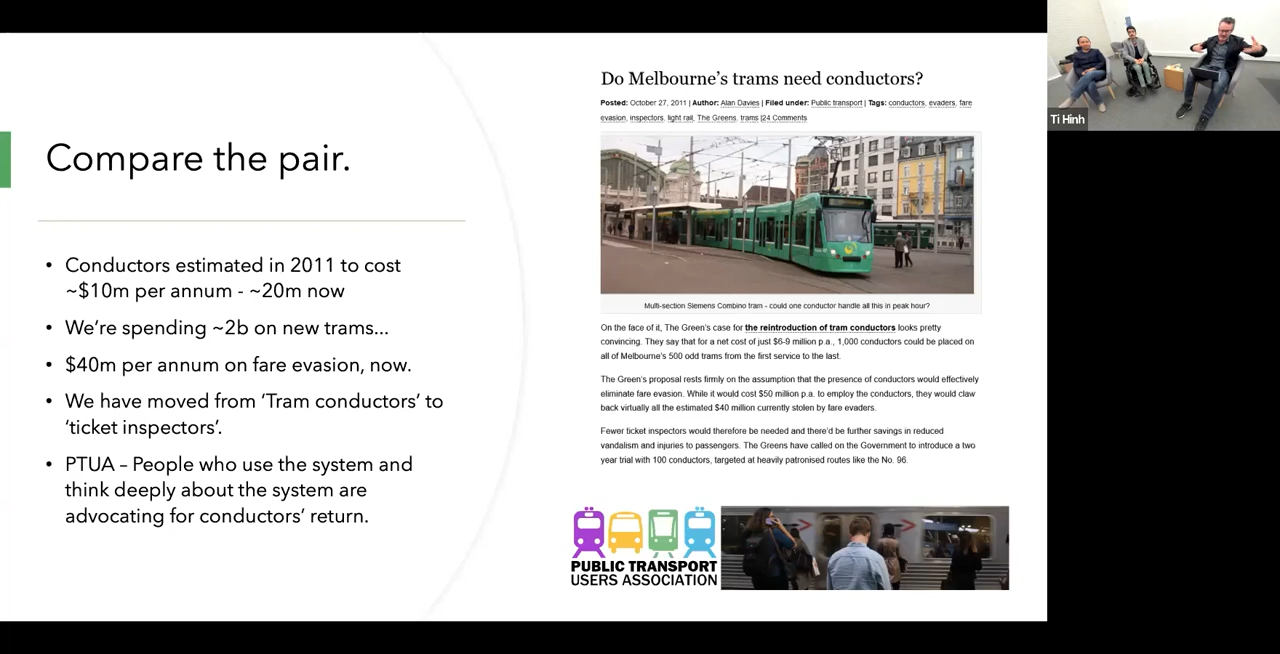 Compare the pair.
• Conductors estimated in 2011 to cost
~$10m per annum - ~20m now
• We're spending ~2b on new trams...
• $40m per annum on fare evasion, now.
• We have moved from 'Tram conductors' to
'ticket inspectors'.
• PTUA – People who use the system and
think deeply about the system are
advocating for conductors' return.
Do Melbourne's trams need conductors?
Posted: October 27, 2011 | Author: Alan Davies | Filed under: Public transport | Tags: conductors, evaders, fare
evasion, inspectors, light rail, The Greens, trams |24 Comments
Multi-section Siemens Combino tram - could one conductor handle all this in peak hour?
On the face of it, The Green's case for the reintroduction of tram conductors looks pretty
convincing. They say that for a net cost of just $6-9 million p.a., 1,000 conductors could be placed on
all of Melbourne's 500 odd trams from the first service to the last.
The Green's proposal rests firmly on the assumption that the presence of conductors would effectively
eliminate fare evasion. While it would cost $50 million p.a. to employ the conductors, they would claw
back virtually all the estimated $40 million currently stolen by fare evaders.
Fewer ticket inspectors would therefore be needed and there'd be further savings in reduced
vandalism and injuries to passengers. The Greens have called on the Government to introduce a two
year trial with 100 conductors, targeted at heavily patronised routes like the No. 96.
PUBLIC TRANSPORT
USERS ASSOCIATION
Ti Hinh